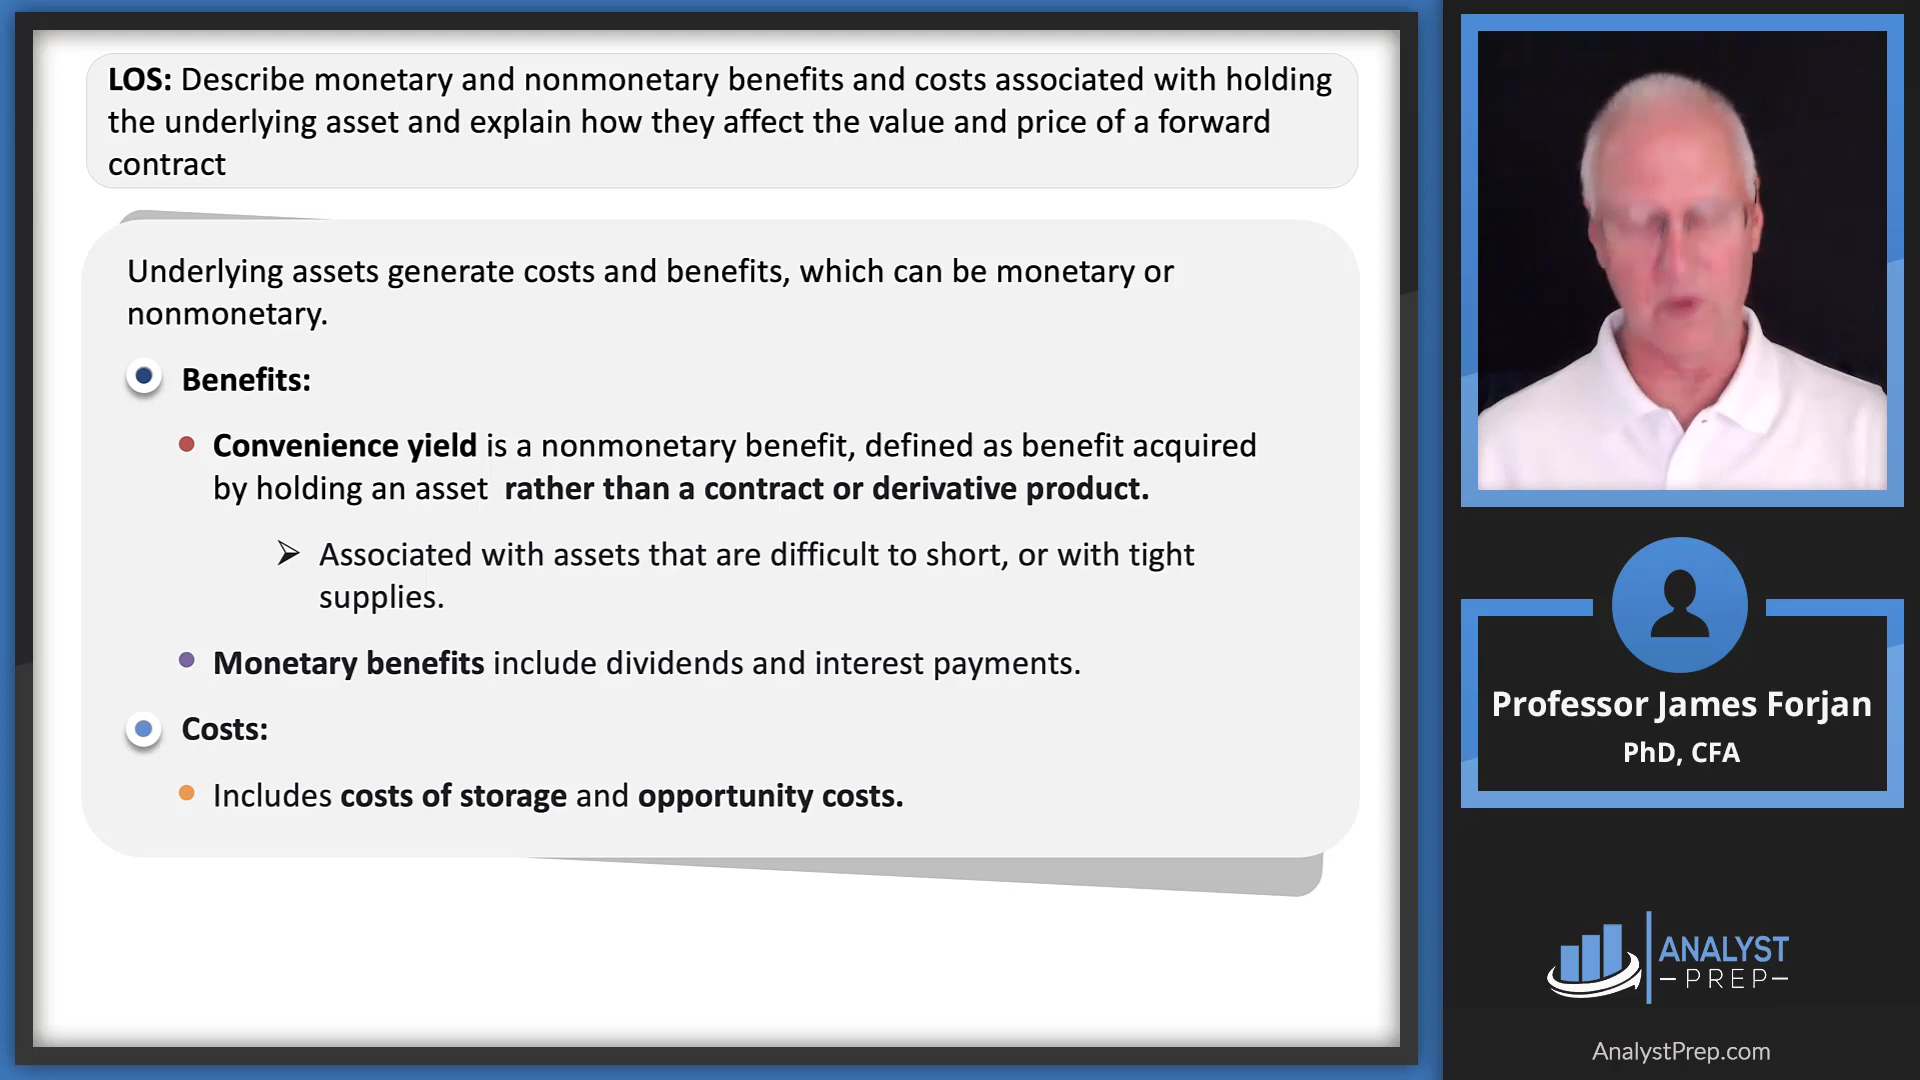 LOS: Describe monetary and nonmonetary benefits and costs associated with holding
the underlying asset and explain how they affect the value and price of a forward
contract
Underlying assets generate costs and benefits, which can be monetary or
nonmonetary.
Benefits:
Convenience yield is a nonmonetary benefit, defined as benefit acquired
by holding an asset rather than a contract or derivative product.
Associated with assets that are difficult to short, or with tight
supplies.
Monetary benefits include dividends and interest payments.
Costs:
Includes costs of storage and opportunity costs.
Professor James Forjan
PhD, CFA
ANALYST
PREP
AnalystPrep.com